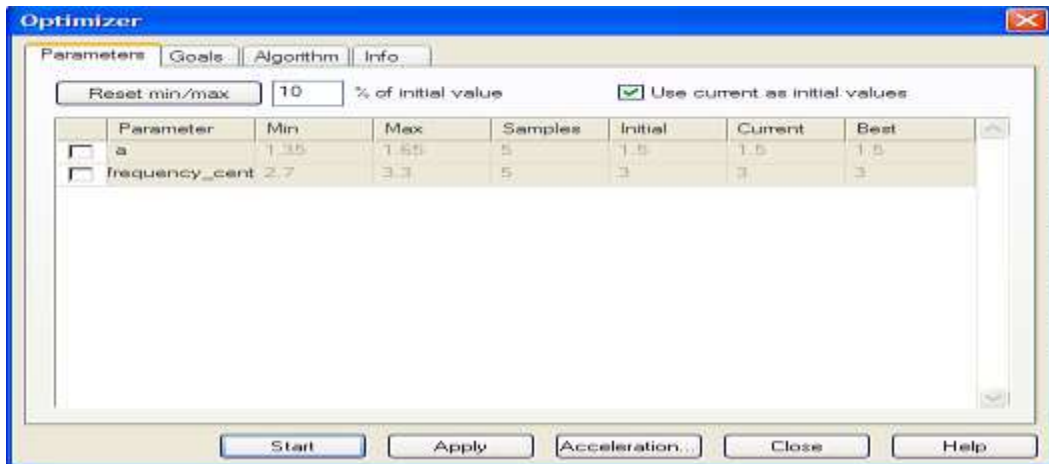 Optimizer
Parameters Goals Algorithm Info
Reset min/max 10 % of initial value Use current as initial values
Parameter Min Max Samples Initial Current Best
a 1.35 1.65 5 1.5 1.5 1.5
frequency_cent 2.7 3.3 5 3 3 3
Start Apply Acceleration... Close Help